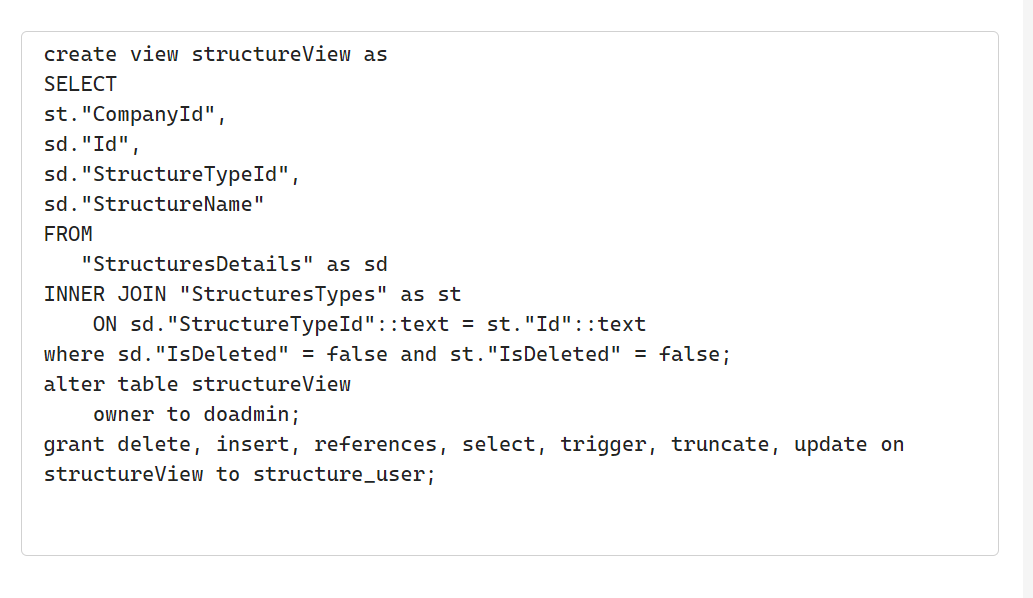 create view structureView as
SELECT
st."CompanyId",
sd."Id",
sd."StructureTypeId",
sd."StructureName"
FROM
   "StructuresDetails" as sd
INNER JOIN "StructuresTypes" as st
    ON sd."StructureTypeId"::text = st."Id"::text
where sd."IsDeleted" = false and st."IsDeleted" = false;
alter table structureView
    owner to doadmin;
grant delete, insert, references, select, trigger, truncate, update on
structureView to structure_user;